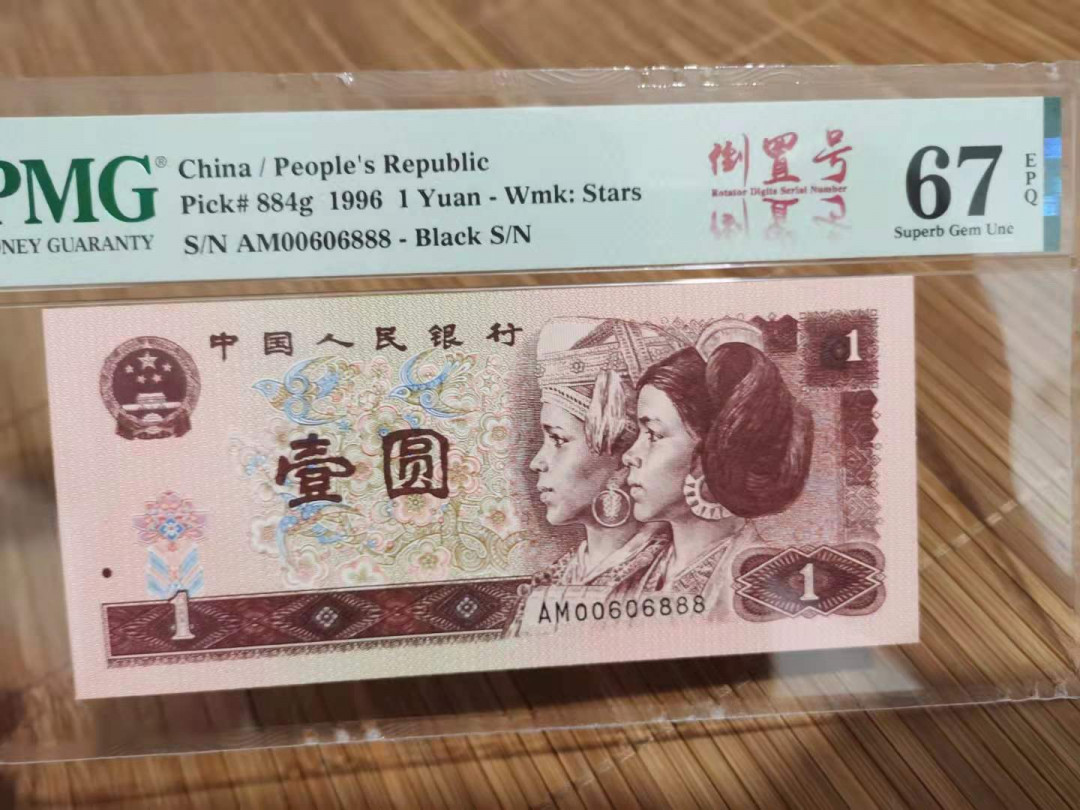 PMG®
China / People's Republic
Pick# 884g 1996 1 Yuan - Wmk: Stars
S/N AM00606888 - Black S/N
GUARANTY
倒置号
Rotator Digits Serial Number
67
EPQ
Superb Gem Unc
中国人民银行
1
壹圆
1
1
AM00606888